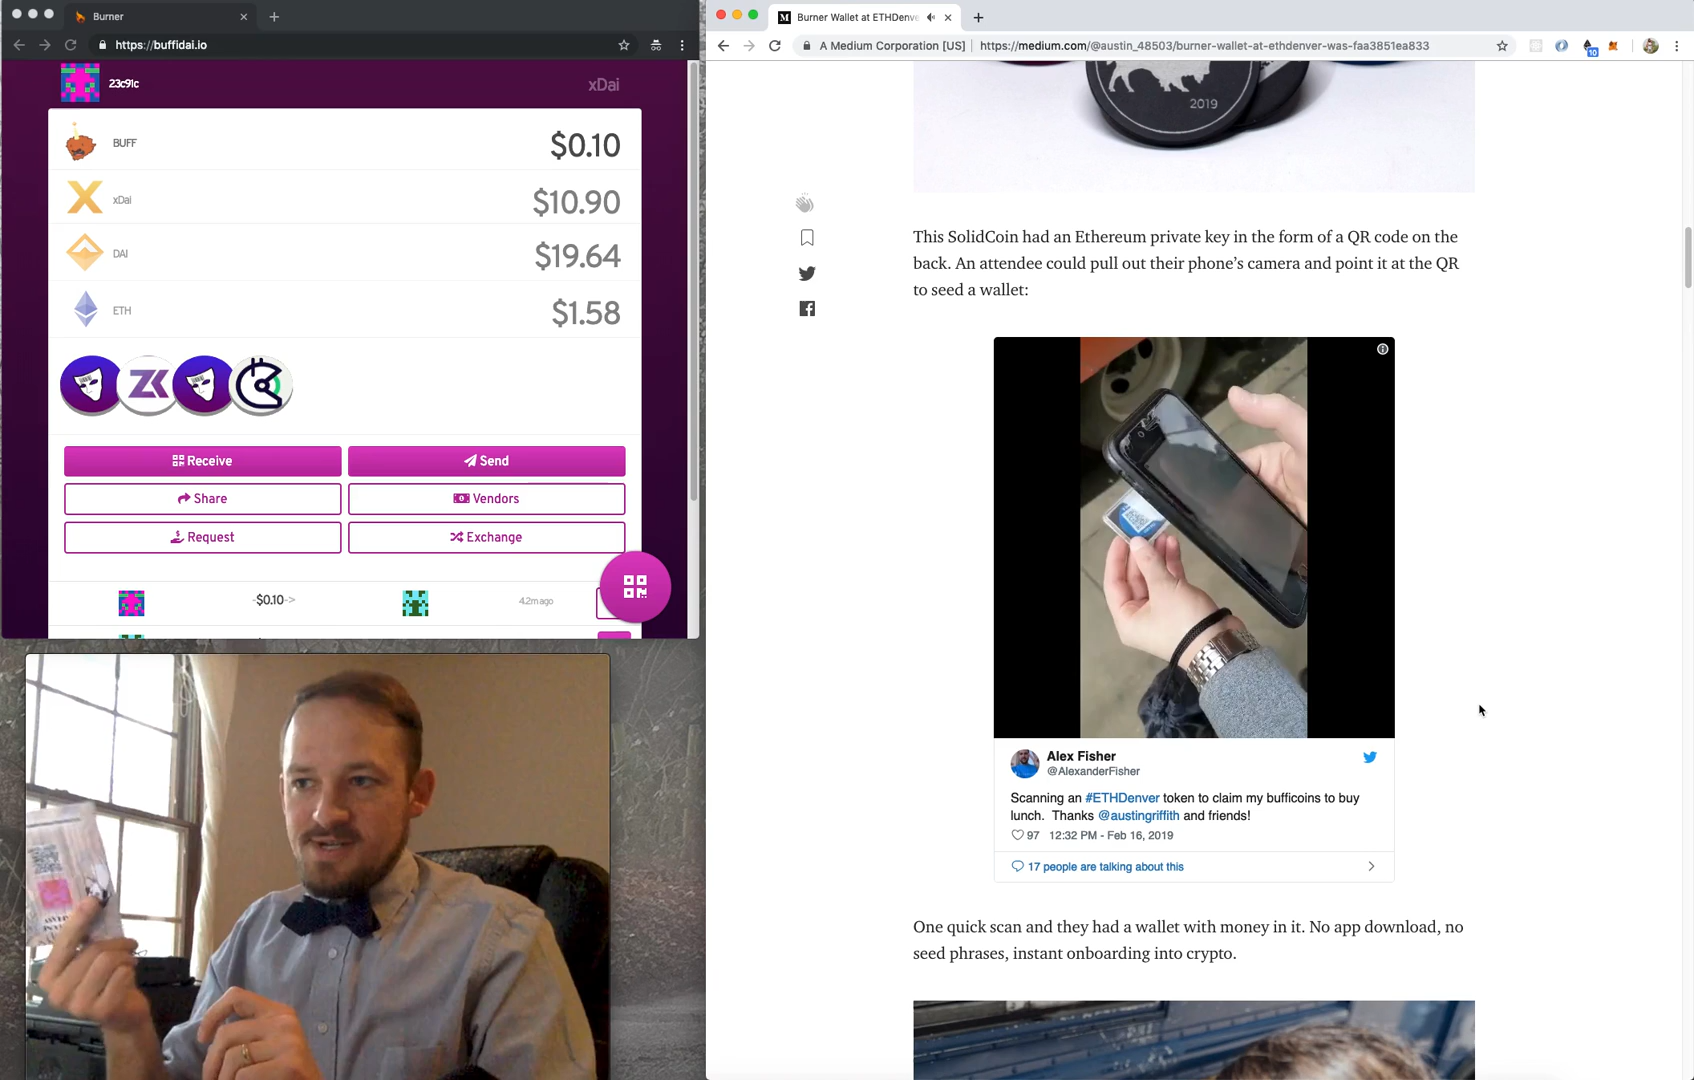 Burner
https://buffidai.io
23c91c
xDai
BUFF
$0.10
xDai
$10.90
DAI
$19.64
ETH
$1.58
Receive
Send
Share
Vendors
Request
Exchange
-$0.10->
4.2m ago
Burner Wallet at ETHDenve
A Medium Corporation [US]
https://medium.com/@austin_48503/burner-wallet-at-ethdenver-was-faa3851ea833
10
2019
This SolidCoin had an Ethereum private key in the form of a QR code on the
back. An attendee could pull out their phone’s camera and point it at the QR
to seed a wallet:
Alex Fisher
@AlexanderFisher
Scanning an #ETHDenver token to claim my bufficoins to buy
lunch. Thanks @austingriffith and friends!
97 12:32 PM - Feb 16, 2019
17 people are talking about this
One quick scan and they had a wallet with money in it. No app download, no
seed phrases, instant onboarding into crypto.